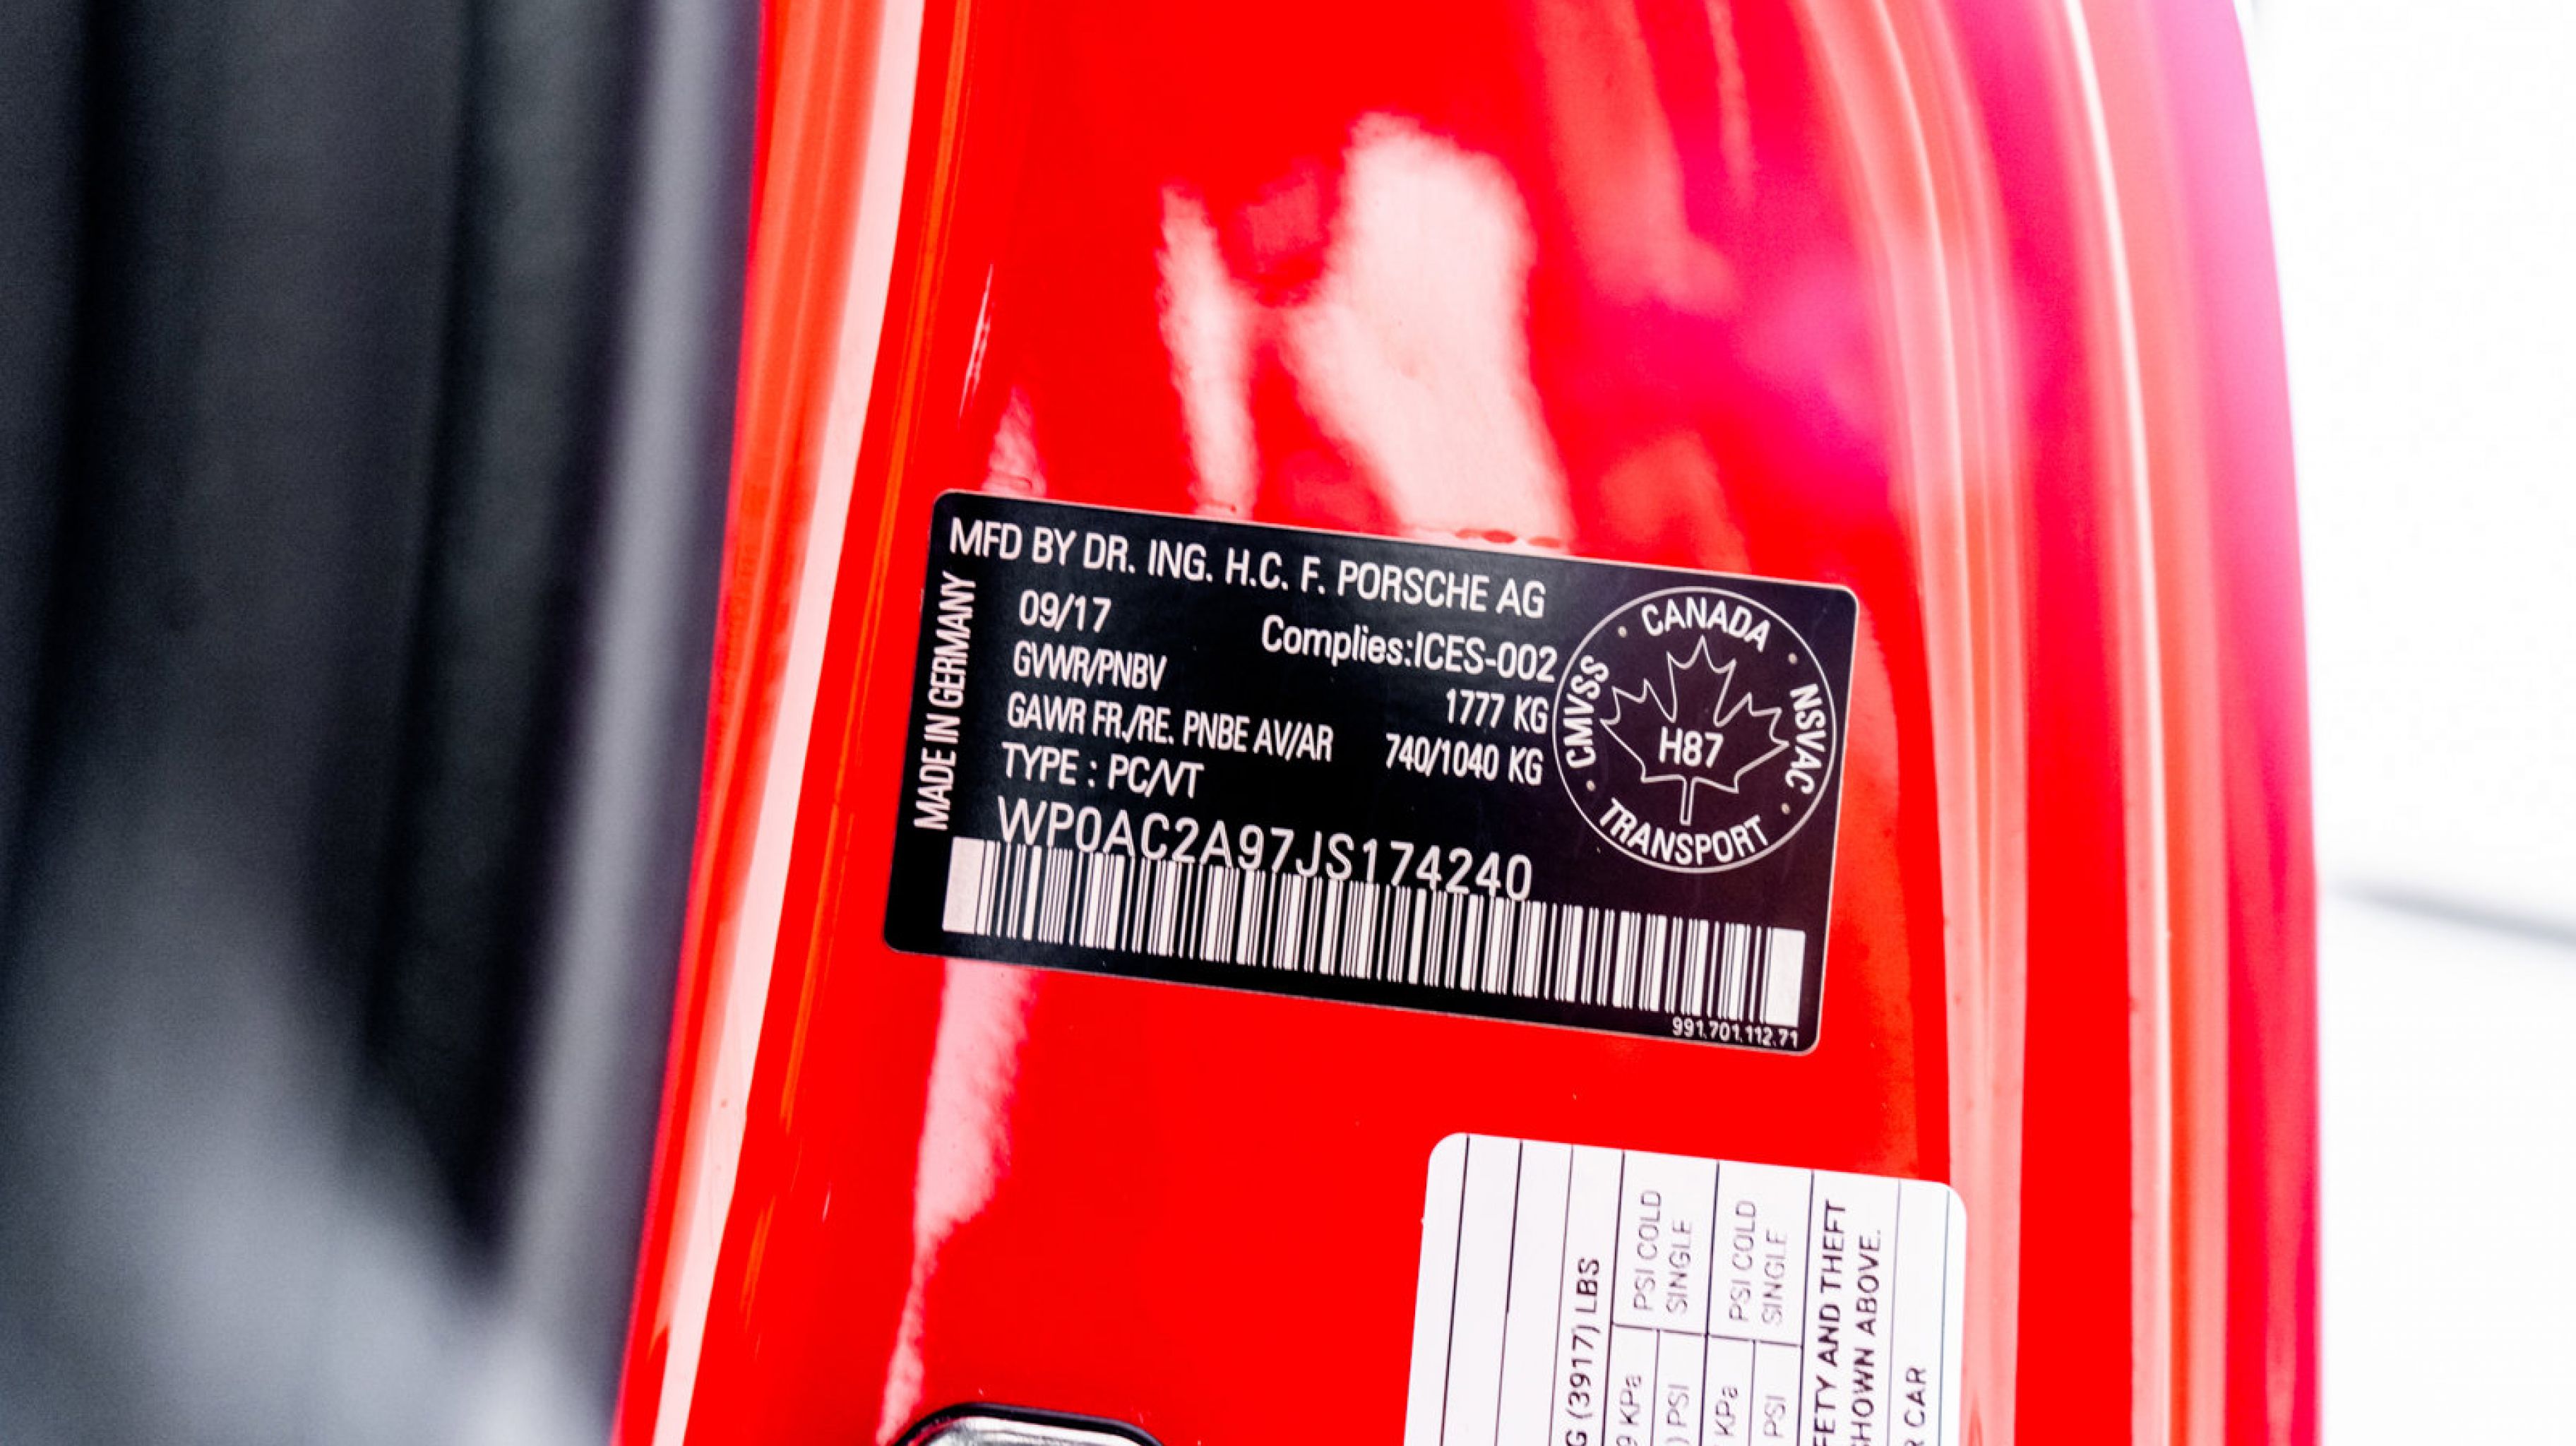 MFD BY DR. ING. H.C. F. PORSCHE AG
MADE IN GERMANY
09/17
Complies:ICES-002
GVWR/PNBV 1777 KG
GAWR FR./RE. PNBE AV/AR 740/1040 KG
TYPE : PC/VT
WP0AC2A97JS174240
991.701.112.71
CANADA
CMVSS
NSVAC
H87
TRANSPORT
(3917) LBS
PSI COLD
SINGLE
PSI COLD
SINGLE
KPa
PSI
KPa
PSI
AND THEFT
SHOWN ABOVE.
CAR